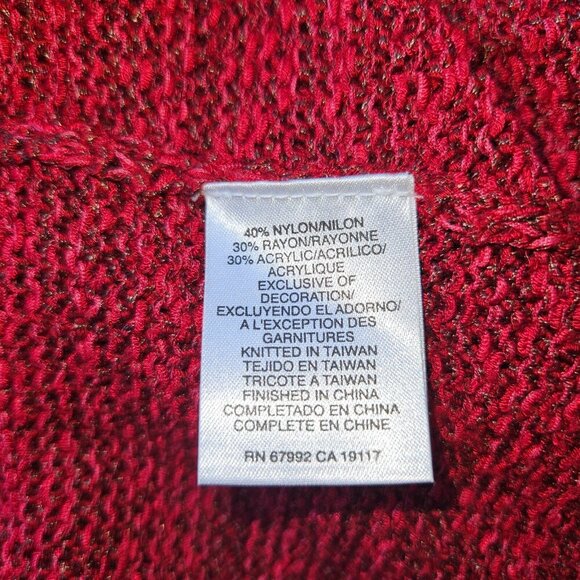 40% NYLON/NILON
30% RAYON/RAYONNE
30% ACRYLIC/ACRILICO/
ACRYLIQUE
EXCLUSIVE OF
DECORATION/
EXCLUYENDO EL ADORNO/
A L'EXCEPTION DES
GARNITURES
KNITTED IN TAIWAN
TEJIDO EN TAIWAN
TRICOTE A TAIWAN
FINISHED IN CHINA
COMPLETADO EN CHINA
COMPLETE EN CHINE
RN 67992 CA 19117